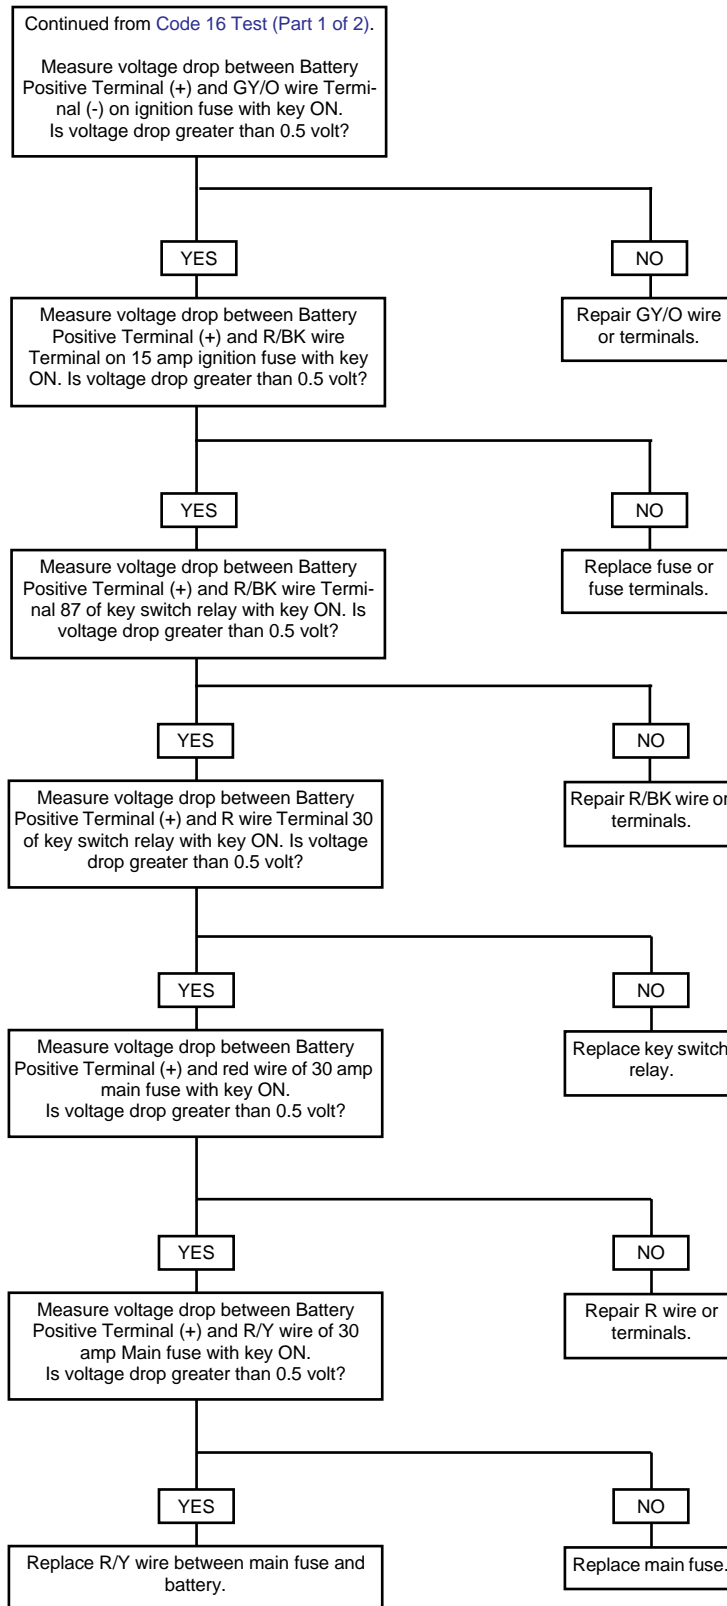 Continued from Code 16 Test (Part 1 of 2).
Measure voltage drop between Battery
Positive Terminal (+) and GY/O wire Termi-
nal (-) on ignition fuse with key ON.
Is voltage drop greater than 0.5 volt?
YES
NO
Measure voltage drop between Battery
Positive Terminal (+) and R/BK wire
Terminal on 15 amp ignition fuse with key
ON. Is voltage drop greater than 0.5 volt?
Repair GY/O wire
or terminals.
YES
NO
Measure voltage drop between Battery
Positive Terminal (+) and R/BK wire Termi-
nal 87 of key switch relay with key ON. Is
voltage drop greater than 0.5 volt?
Replace fuse or
fuse terminals.
YES
NO
Measure voltage drop between Battery
Positive Terminal (+) and R wire Terminal 30
of key switch relay with key ON. Is voltage
drop greater than 0.5 volt?
Repair R/BK wire or
terminals.
YES
NO
Measure voltage drop between Battery
Positive Terminal (+) and red wire of 30 amp
main fuse with key ON.
Is voltage drop greater than 0.5 volt?
Replace key switch
relay.
YES
NO
Measure voltage drop between Battery
Positive Terminal (+) and R/Y wire of 30
amp Main fuse with key ON.
Is voltage drop greater than 0.5 volt?
Repair R wire or
terminals.
YES
NO
Replace R/Y wire between main fuse and
battery.
Replace main fuse.